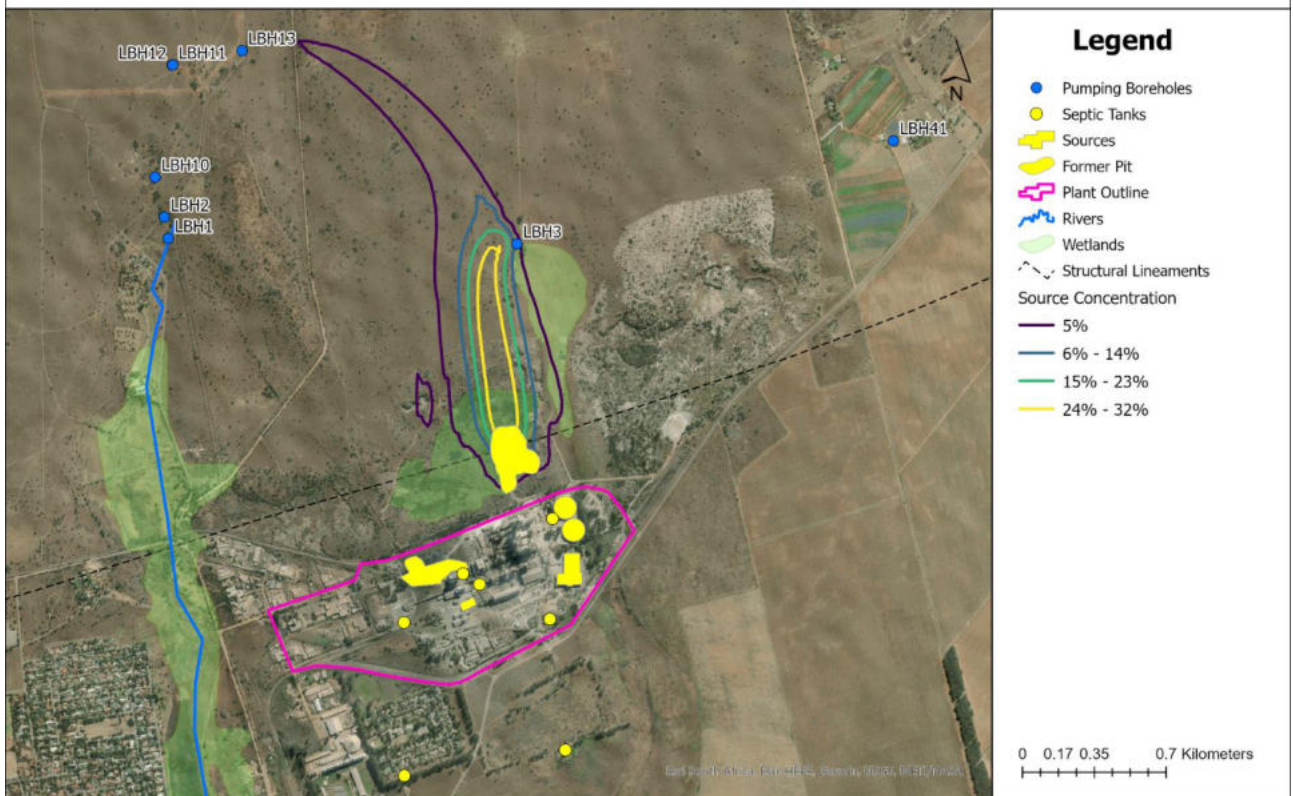 LBH12 LBH11 LBH13
LBH10
LBH2
LBH1
LBH3
LBH41
N
Legend
Pumping Boreholes
Septic Tanks
Sources
Former Pit
Plant Outline
Rivers
Wetlands
Structural Lineaments
Source Concentration
5%
6% - 14%
15% - 23%
24% - 32%
0 0.17 0.35 0.7 Kilometers